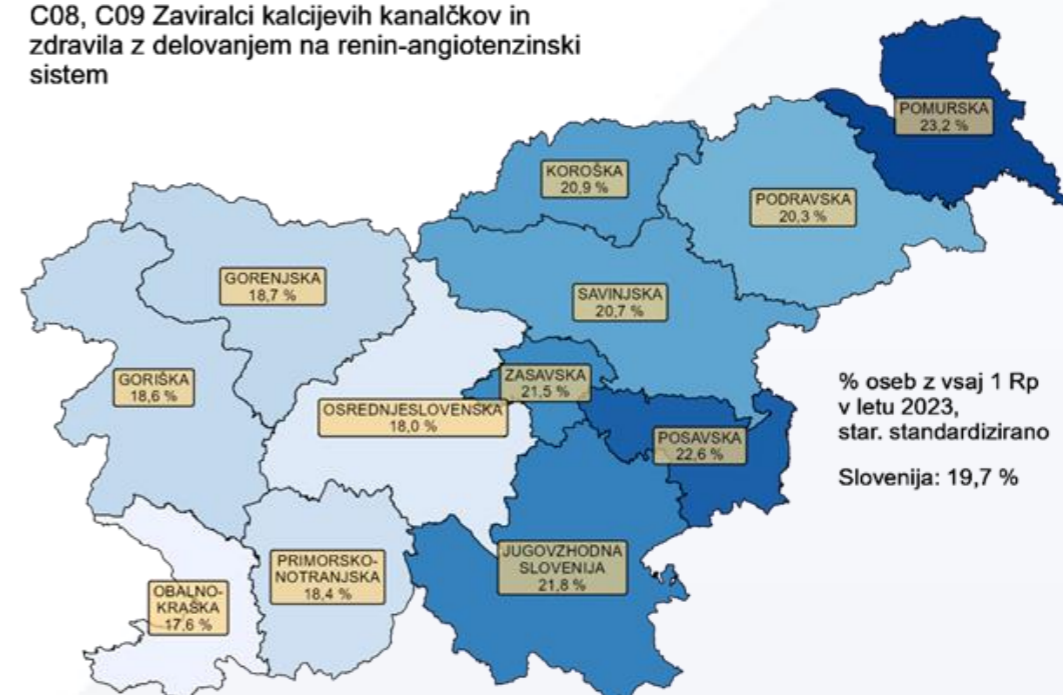 C08, C09 Zaviralci kalcijevih kanalčkov in
zdravila z delovanjem na renin-angiotenzinski
sistem
POMURSKA
23,2 %
KOROŠKA
20,9 %
PODRAVSKA
20,3 %
GORENJSKA
18,7 %
SAVINJSKA
20,7 %
GORIŠKA
18,6 %
ZASAVSKA
21,5 %
OSREDNJESLOVENSKA
18,0 %
POSAVSKA
22,6 %
% oseb z vsaj 1 Rp
v letu 2023,
star. standardizirano
Slovenija: 19,7 %
PRIMORSKO-
NOTRANJSKA
18,4 %
JUGOVZHODNA
SLOVENIJA
21,8 %
OBALNO-
KRAŠKA
17,6 %